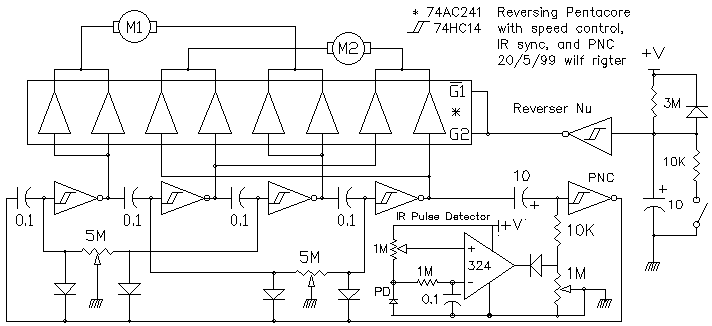 M1
* 74AC241
74HC14
Reversing Pentacore
with speed control,
IR sync, and PNC
20/5/99 wilf rigter
M2
+V
G1
*
G2
Reverser Nu
3M
10K
10
PNC
0.1
0.1
0.1
0.1
10
+
+
10
IR Pulse Detector
+V
10K
5M
5M
1M
+
324
-
1M
0.1
PD
1M